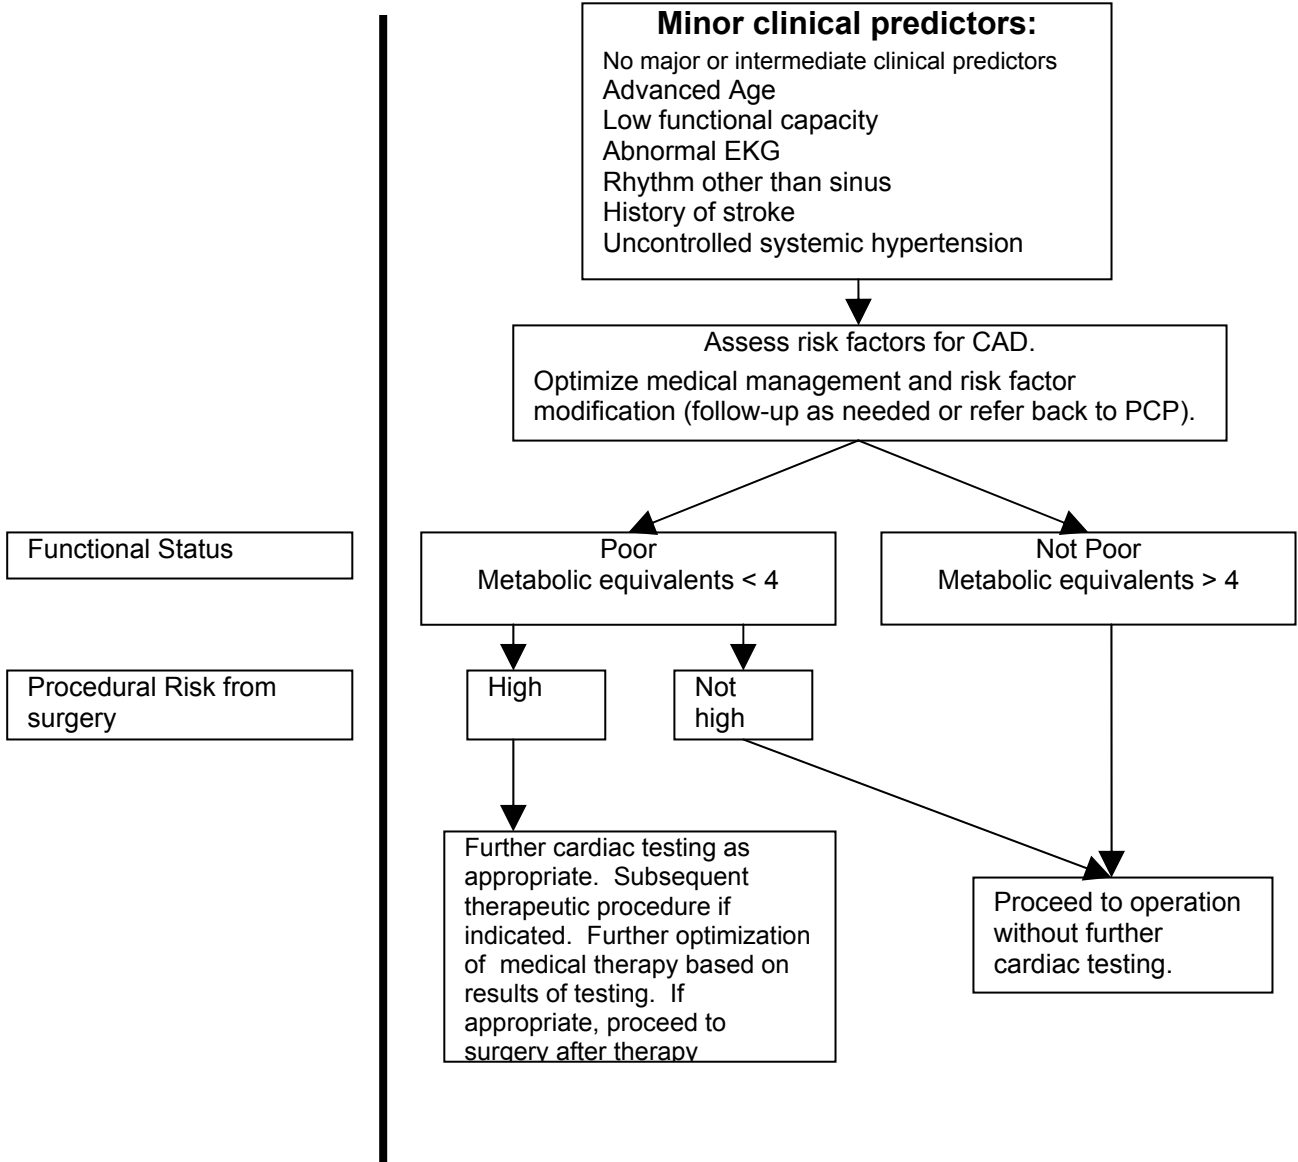 Minor clinical predictors:
No major or intermediate clinical predictors
Advanced Age
Low functional capacity
Abnormal EKG
Rhythm other than sinus
History of stroke
Uncontrolled systemic hypertension
Assess risk factors for CAD.
Optimize medical management and risk factor
modification (follow-up as needed or refer back to PCP).
Functional Status
Poor
Metabolic equivalents < 4
Not Poor
Metabolic equivalents > 4
Procedural Risk from
surgery
High
Not
high
Further cardiac testing as
appropriate.  Subsequent
therapeutic procedure if
indicated.  Further optimization
of  medical therapy based on
results of testing.  If
appropriate, proceed to
surgery after therapy
Proceed to operation
without further
cardiac testing.